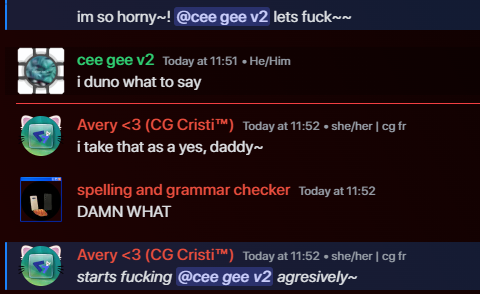 im so horny~! @cee gee v2 lets fuck~~
cee gee v2 Today at 11:51 • He/Him
i duno what to say
Avery <3 (CG Cristi™) Today at 11:52 • she/her | cg fr
i take that as a yes, daddy~
spelling and grammar checker Today at 11:52
DAMN WHAT
Avery <3 (CG Cristi™) Today at 11:52 • she/her | cg fr
starts fucking @cee gee v2 agresively~